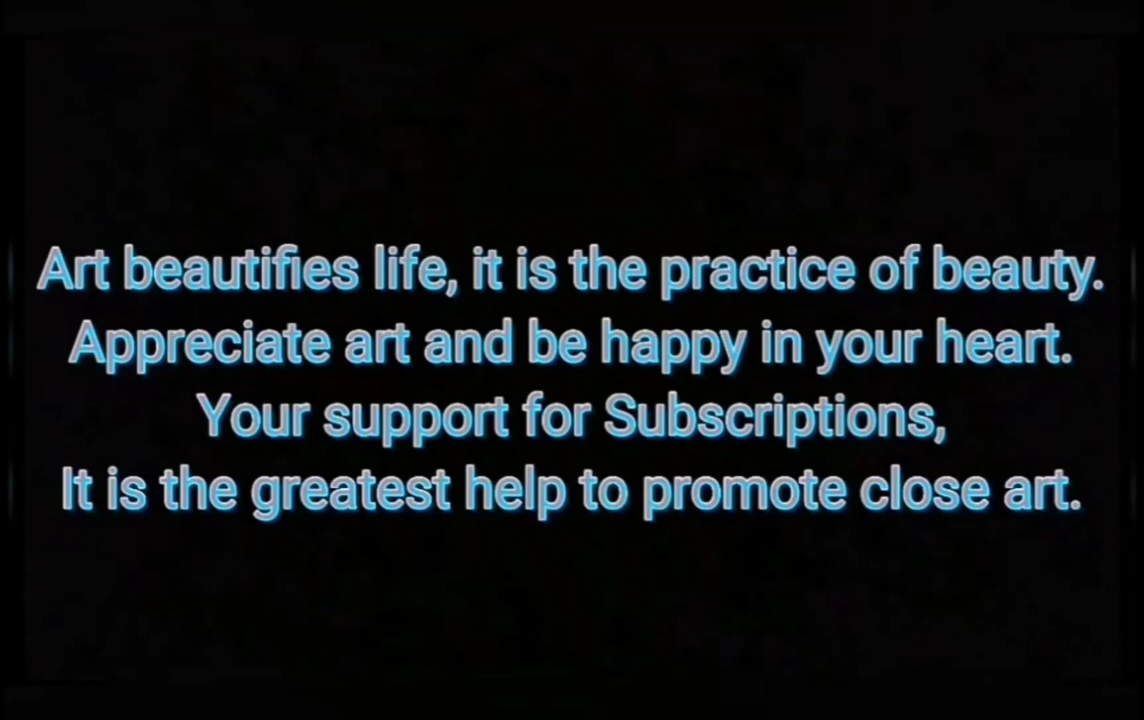 Art beautifies life, it is the practice of beauty.
Appreciate art and be happy in your heart.
Your support for Subscriptions,
It is the greatest help to promote close art.